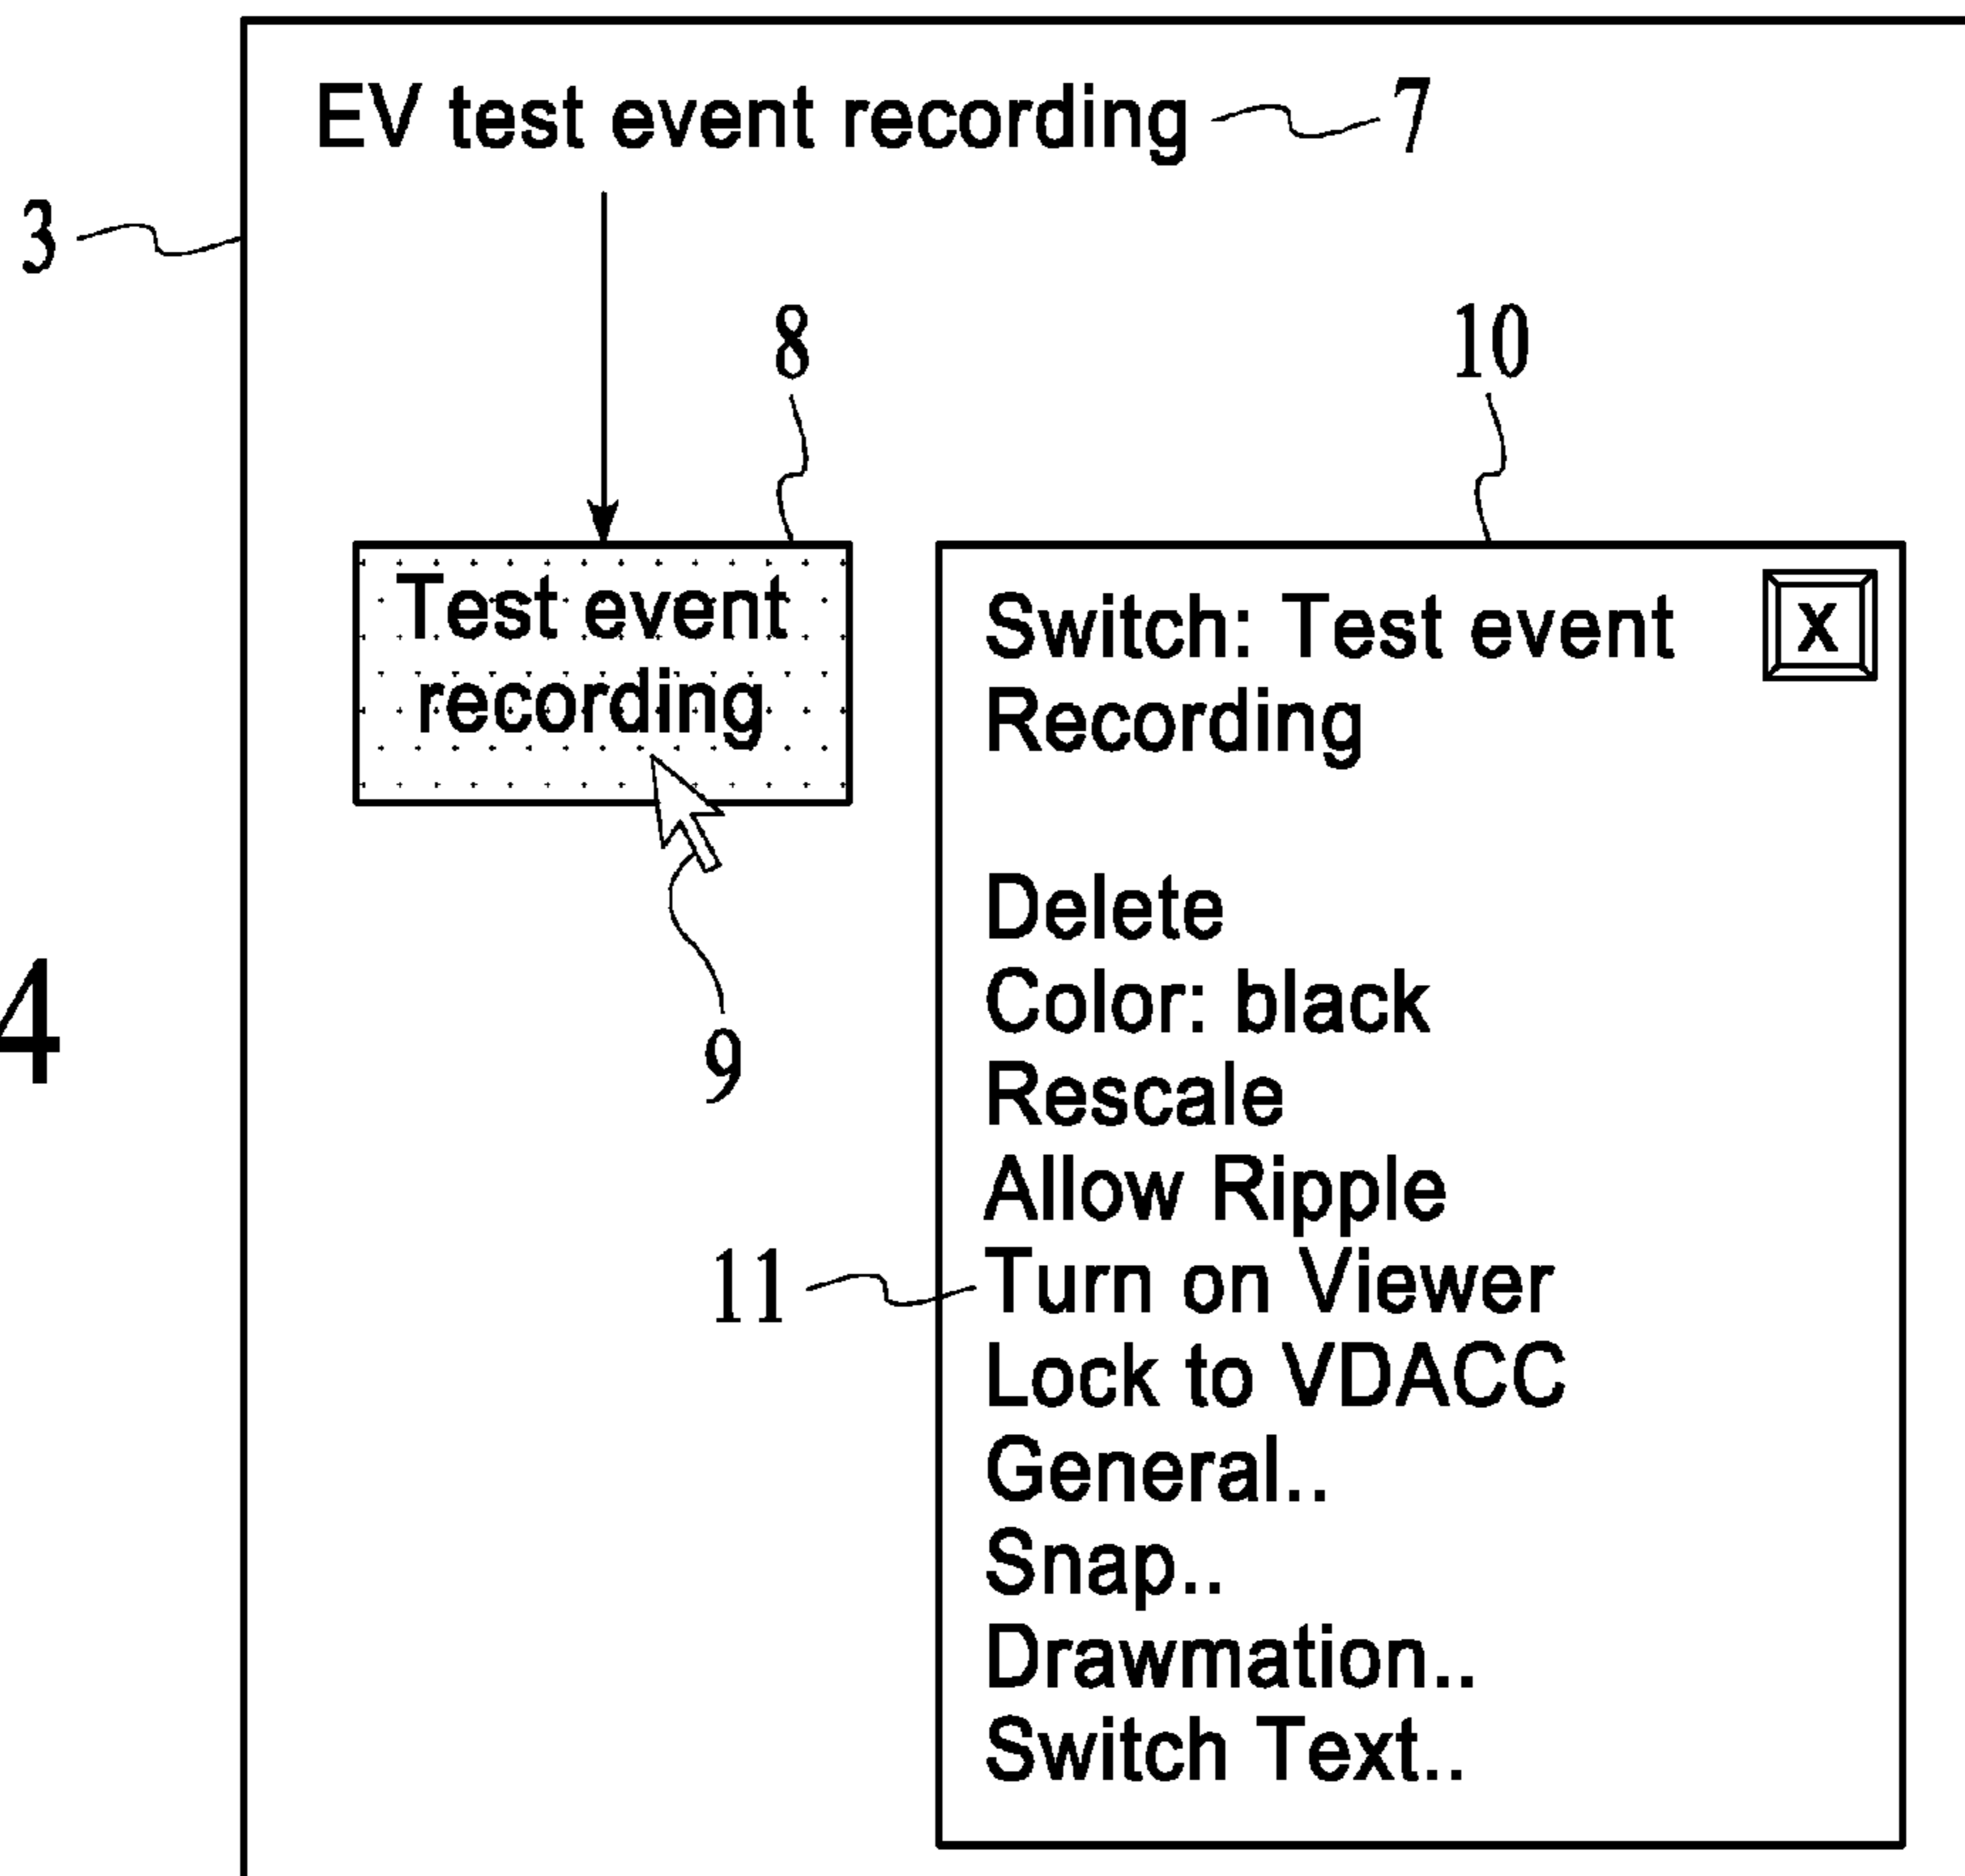 EV test event recording 7
3
8
10
Test event
recording
Switch: Test event
Recording
X
Delete
Color: black
Rescale
Allow Ripple
11 Turn on Viewer
Lock to VDACC
General..
Snap..
Drawmation..
Switch Text..
9
4